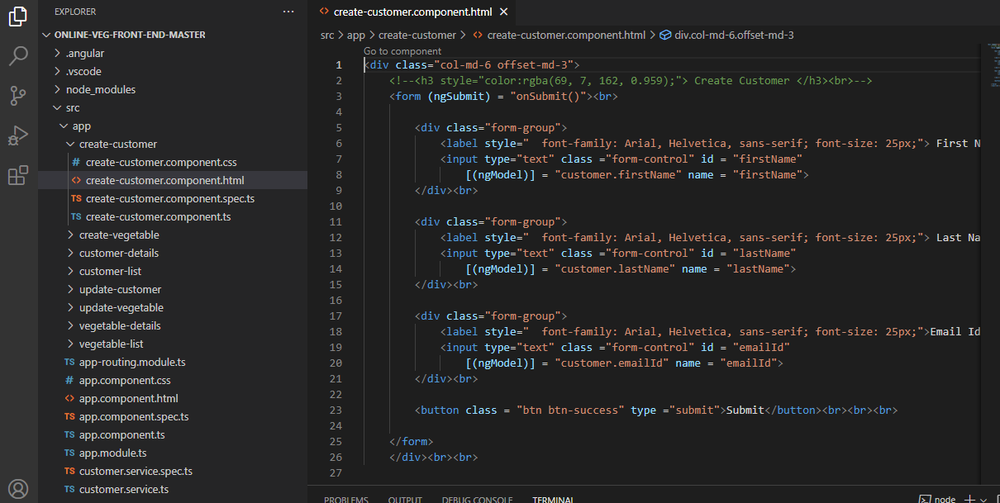 EXPLORER
ONLINE-VEG-FRONT-END-MASTER
.angular
.vscode
node_modules
src
app
create-customer
# create-customer.component.css
<> create-customer.component.html
TS create-customer.component.spec.ts
TS create-customer.component.ts
create-vegetable
customer-details
customer-list
update-customer
update-vegetable
vegetable-details
vegetable-list
TS app-routing.module.ts
# app.component.css
<> app.component.html
TS app.component.spec.ts
TS app.component.ts
TS app.module.ts
TS customer.service.spec.ts
TS customer.service.ts
<> create-customer.component.html
src > app > create-customer > <> create-customer.component.html > div.col-md-6.offset-md-3
Go to component
1 <div class="col-md-6 offset-md-3">
2 <!--<h3 style="color:rgba(69, 7, 162, 0.959);"> Create Customer </h3><br>-->
3 <form (ngSubmit) = "onSubmit()"><br>
4
5 <div class="form-group">
6 <label style="  font-family: Arial, Helvetica, sans-serif; font-size: 25px;"> First N
7 <input type="text" class ="form-control" id = "firstName"
8 [(ngModel)] = "customer.firstName" name = "firstName">
9 </div><br>
10
11 <div class="form-group">
12 <label style="  font-family: Arial, Helvetica, sans-serif; font-size: 25px;"> Last Na
13 <input type="text" class ="form-control" id = "lastName"
14 [(ngModel)] = "customer.lastName" name = "lastName">
15 </div><br>
16
17 <div class="form-group">
18 <label style="  font-family: Arial, Helvetica, sans-serif; font-size: 25px;">Email Id
19 <input type="text" class ="form-control" id = "emailId"
20 [(ngModel)] = "customer.emailId" name = "emailId">
21 </div><br>
22
23 <button class = "btn btn-success" type ="submit">Submit</button><br><br><br>
24
25 </form>
26 </div><br><br>
27
PROBLEMS OUTPUT DEBUG CONSOLE TERMINAL node